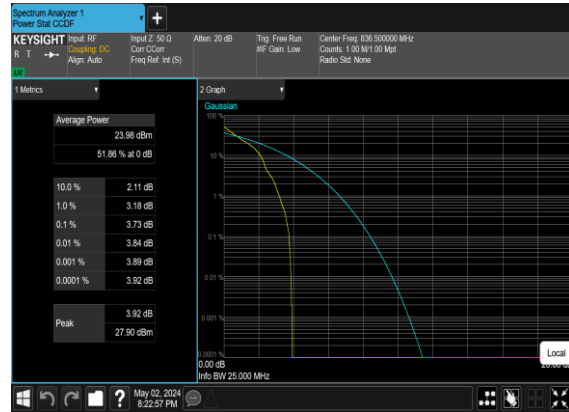 Spectrum Analyzer 1
Power Stat CCDF
KEYSIGHT
R T
LW
Input: RF
Coupling: DC
Align: Auto
Input Z: 50 Ω
Corr CCorr
Freq Ref: Int (S)
Atten: 20 dB
Trig: Free Run
#IF Gain: Low
Center Freq: 836.500000 MHz
Counts: 1.00 M/1.00 Mpt
Radio Std: None
1 Metrics
Average Power
23.98 dBm
51.86 % at 0 dB
10.0 % 2.11 dB
1.0 % 3.18 dB
0.1 % 3.73 dB
0.01 % 3.84 dB
0.001 % 3.89 dB
0.0001 % 3.92 dB
Peak
3.92 dB
27.90 dBm
2 Graph
Gaussian
100 %
10 %
1 %
0.1 %
0.01 %
0.001 %
0.0001 %
0.00 dB
Info BW 25.000 MHz
Local
May 02, 2024
8:22:57 PM